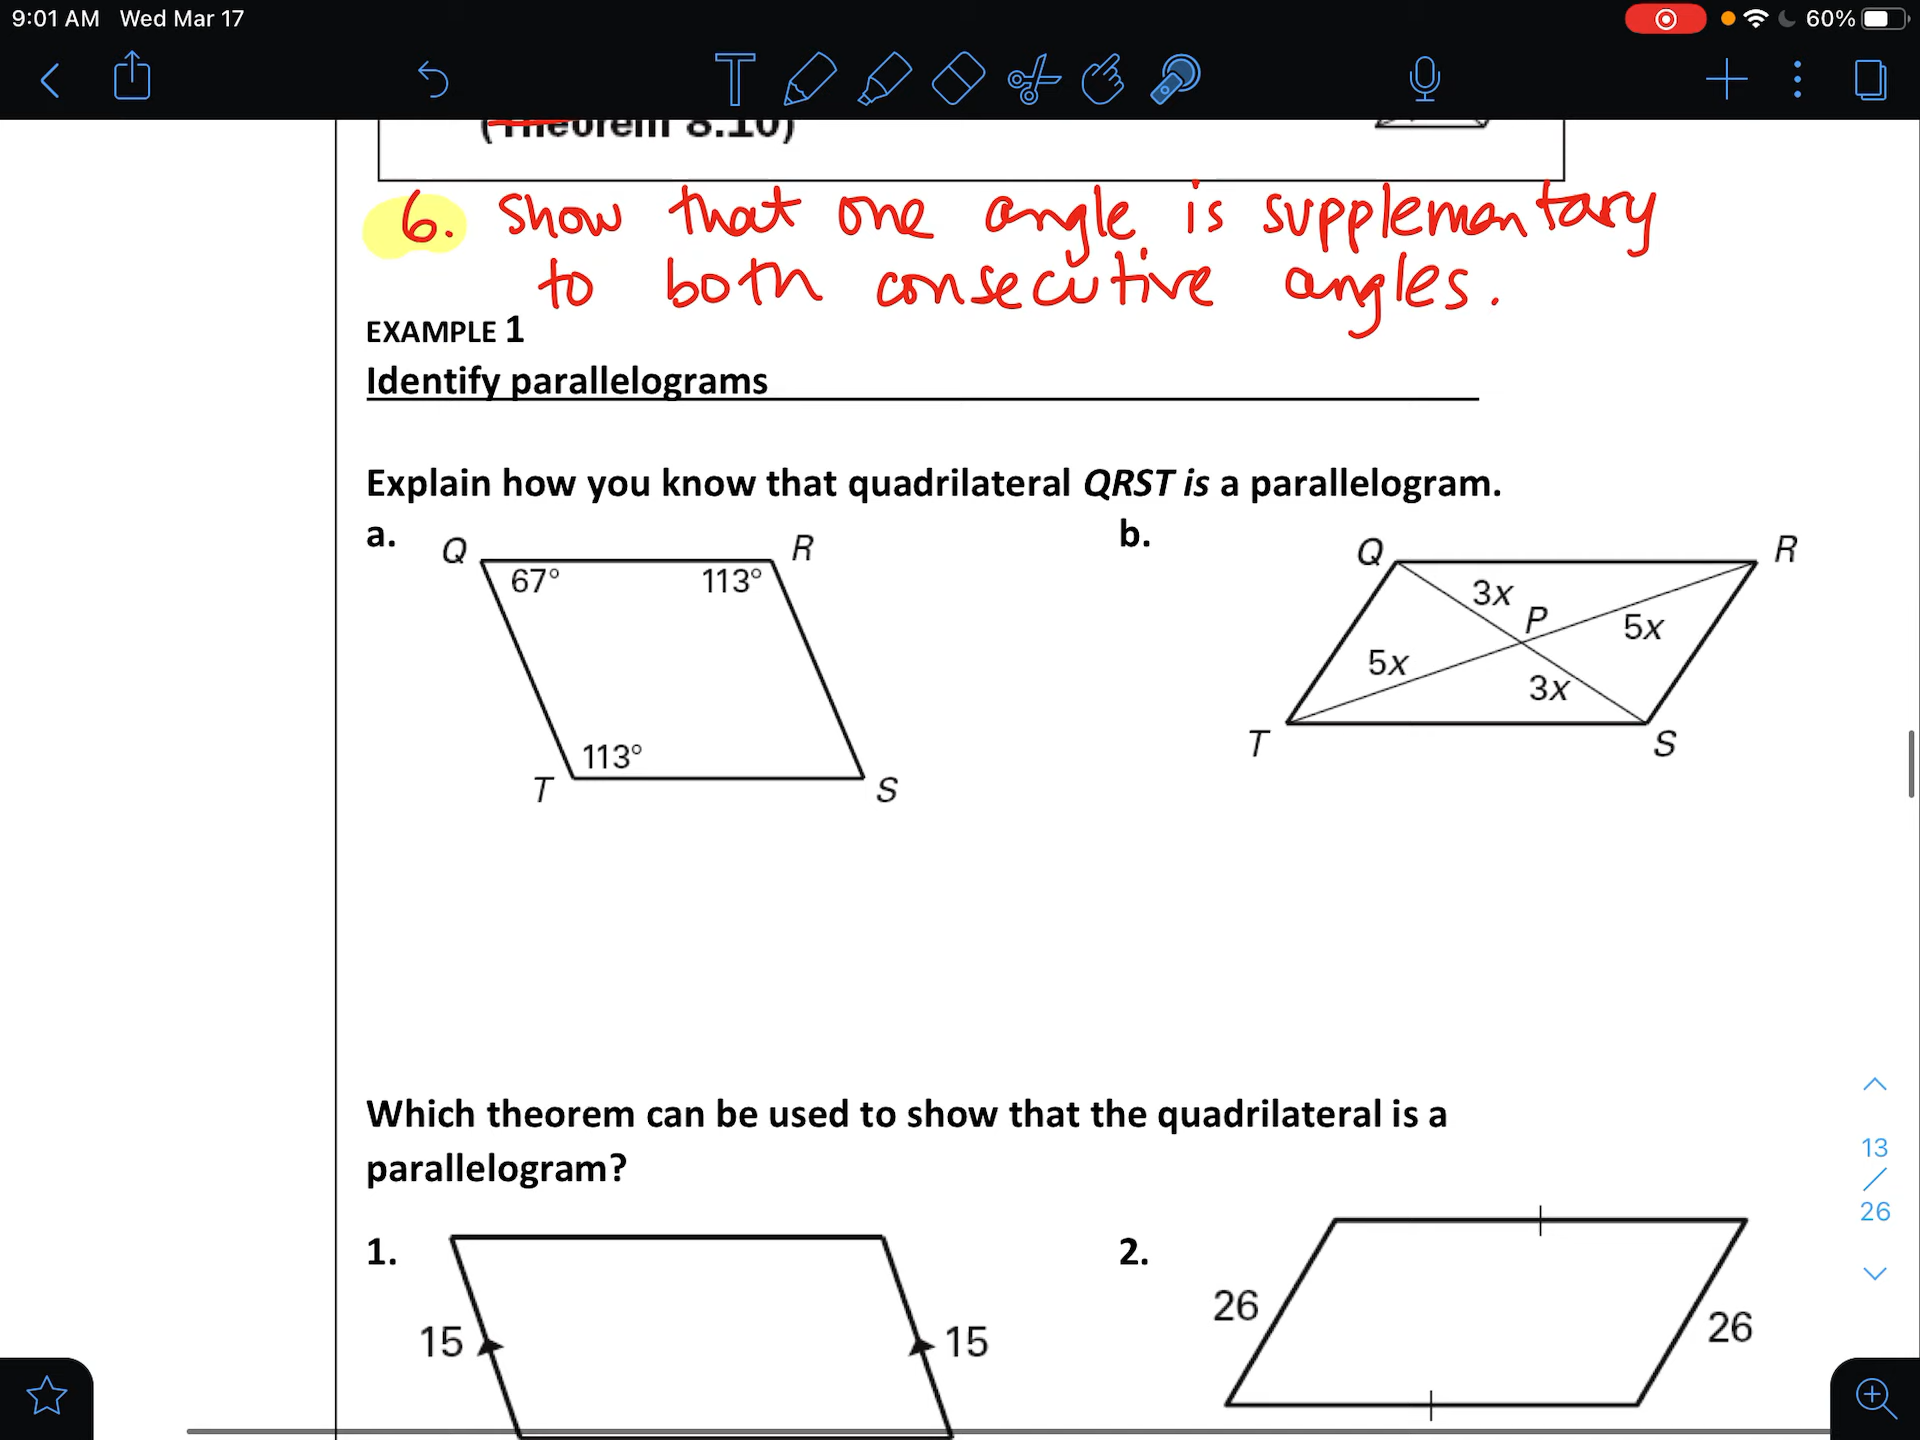 9:01 AM Wed Mar 17
60%
(Theorem 8.10)
6. Show that one angle is supplementary
to both consecutive angles.
EXAMPLE 1
Identify parallelograms
Explain how you know that quadrilateral QRST is a parallelogram.
a.
Q
R
67°
113°
113°
T
S
b.
Q
R
3x
P
5x
5x
3x
T
S
Which theorem can be used to show that the quadrilateral is a
parallelogram?
1.
15
15
2.
26
26
13
/
26